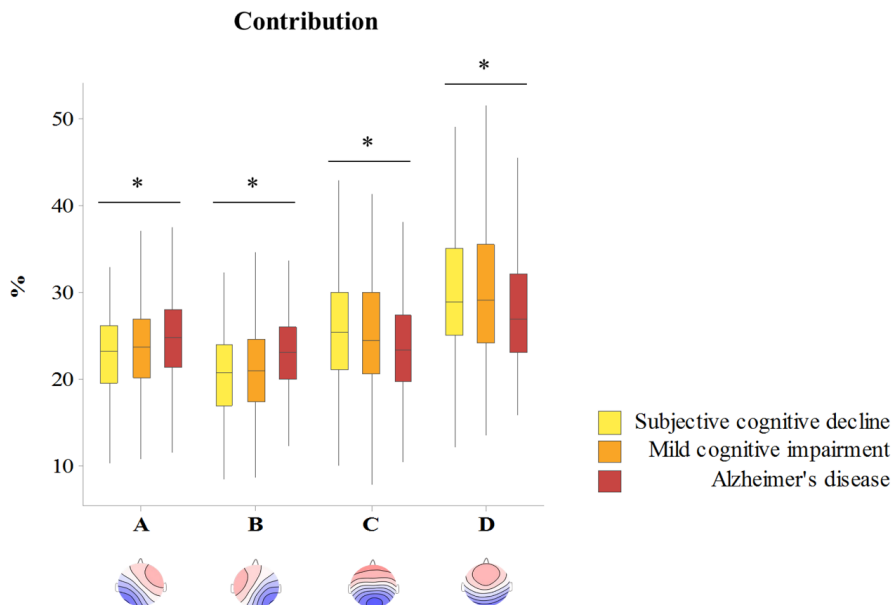 Contribution
%
50
40
30
20
10
* * * *
A B C D
Subjective cognitive decline
Mild cognitive impairment
Alzheimer's disease